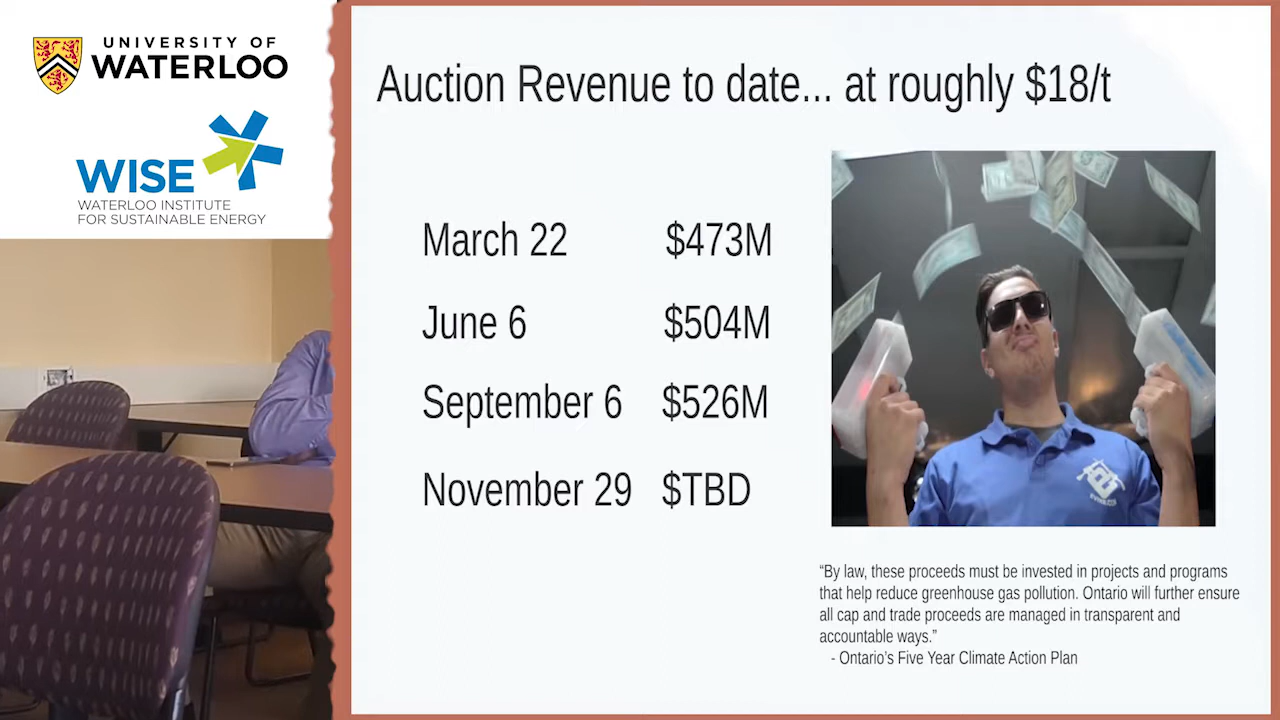 UNIVERSITY OF
WATERLOO
WISE
WATERLOO INSTITUTE
FOR SUSTAINABLE ENERGY
Auction Revenue to date... at roughly $18/t
March 22 $473M
June 6 $504M
September 6 $526M
November 29 $TBD
“By law, these proceeds must be invested in projects and programs
that help reduce greenhouse gas pollution. Ontario will further ensure
all cap and trade proceeds are managed in transparent and
accountable ways.”
- Ontario’s Five Year Climate Action Plan